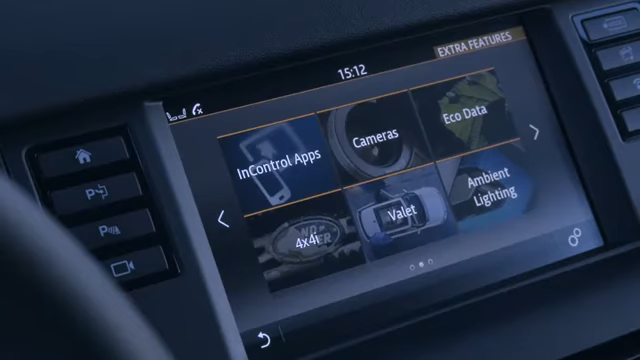 EXTRA FEATURES
15:12
InControl Apps
Cameras
Eco Data
4x4i
Valet
Ambient
Lighting